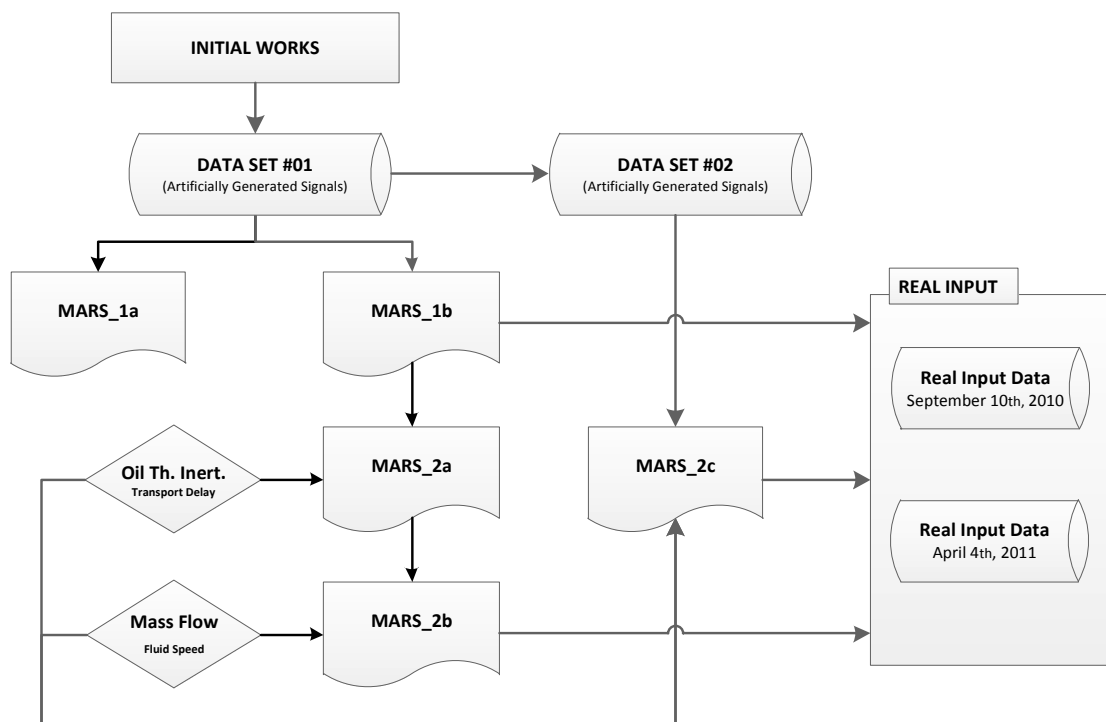 INITIAL WORKS
DATA SET #01
(Artificially Generated Signals)
DATA SET #02
(Artificially Generated Signals)
MARS_1a
MARS_1b
REAL INPUT
Real Input Data
September 10th, 2010
Oil Th. Inert.
Transport Delay
MARS_2a
MARS_2c
Real Input Data
April 4th, 2011
Mass Flow
Fluid Speed
MARS_2b